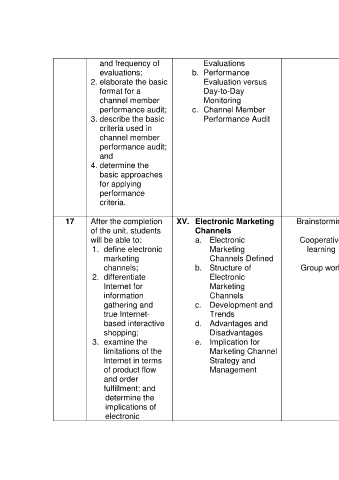 and frequency of
evaluations;
2. elaborate the basic
format for a
channel member
performance audit;
3. describe the basic
criteria used in
channel member
performance audit;
and
4. determine the
basic approaches
for applying
performance
criteria.
Evaluations
b. Performance
Evaluation versus
Day-to-Day
Monitoring
c. Channel Member
Performance Audit
17
After the completion
of the unit, students
will be able to:
1. define electronic
marketing
channels;
2. differentiate
Internet for
information
gathering and
true Internet-
based interactive
shopping;
3. examine the
limitations of the
Internet in terms
of product flow
and order
fulfillment; and
determine the
implications of
electronic
XV. Electronic Marketing
Channels
a. Electronic
Marketing
Channels Defined
b. Structure of
Electronic
Marketing
Channels
c. Development and
Trends
d. Advantages and
Disadvantages
e. Implication for
Marketing Channel
Strategy and
Management
Brainstormin
Cooperativ
learning
Group wor